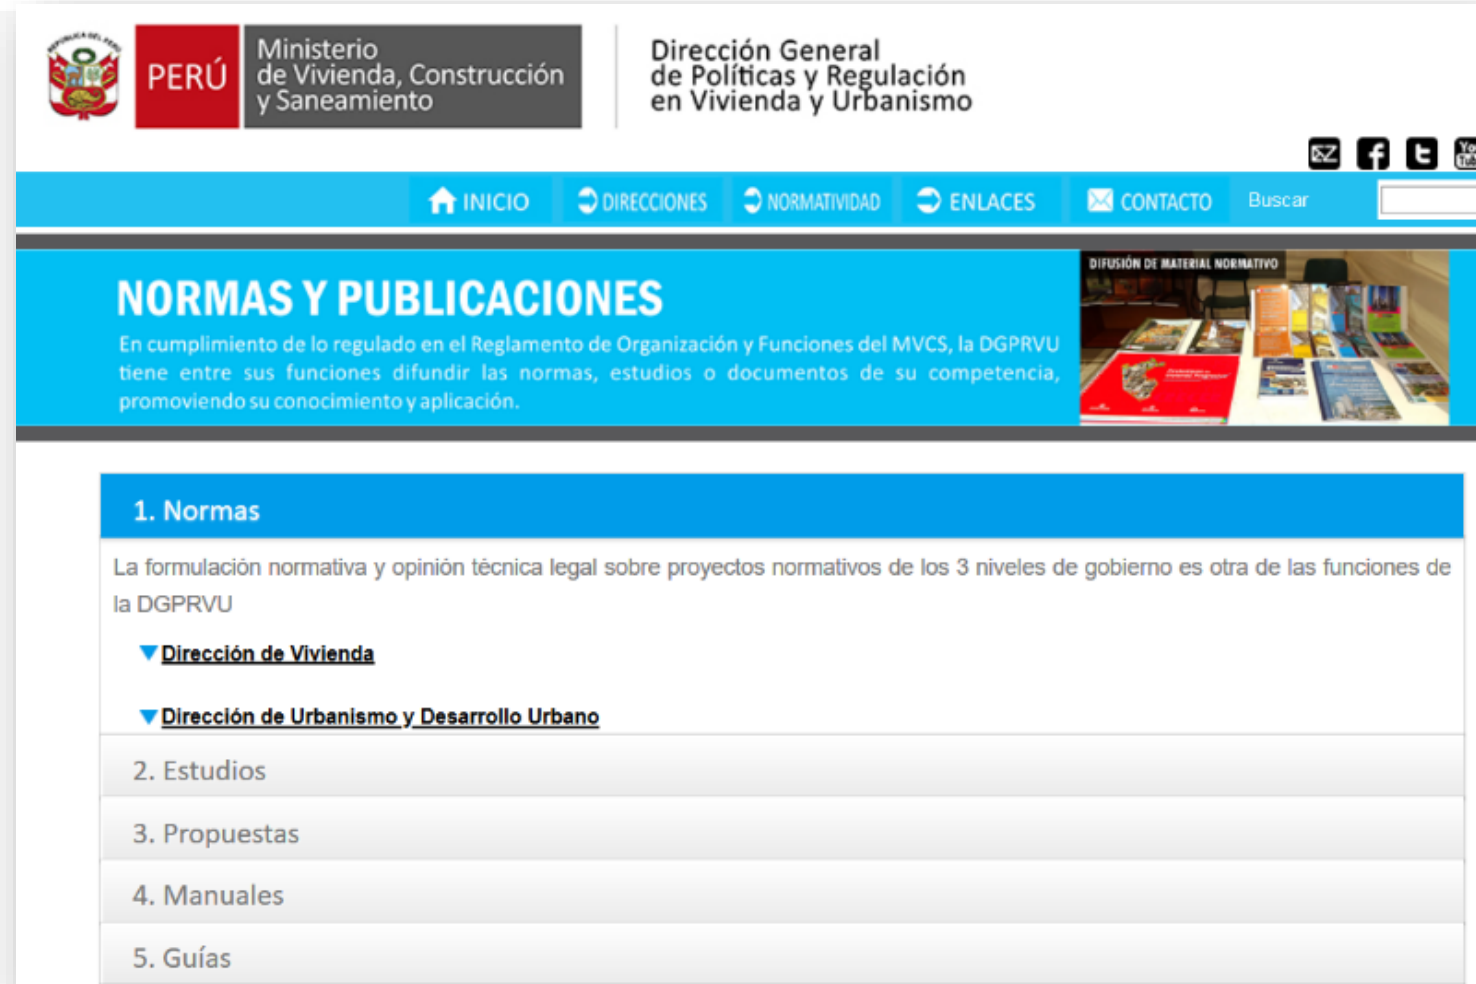 REPUBLICA DEL PERU
PERÚ
Ministerio
de Vivienda, Construcción
y Saneamiento
Dirección General
de Políticas y Regulación
en Vivienda y Urbanismo
INICIO DIRECCIONES NORMATIVIDAD ENLACES CONTACTO Buscar
DIFUSIÓN DE MATERIAL NORMATIVO
NORMAS Y PUBLICACIONES
En cumplimiento de lo regulado en el Reglamento de Organización y Funciones del MVCS, la DGPRVU
tiene entre sus funciones difundir las normas, estudios o documentos de su competencia,
promoviendo su conocimiento y aplicación.
1. Normas
La formulación normativa y opinión técnica legal sobre proyectos normativos de los 3 niveles de gobierno es otra de las funciones de
la DGPRVU
Dirección de Vivienda
Dirección de Urbanismo y Desarrollo Urbano
2. Estudios
3. Propuestas
4. Manuales
5. Guías